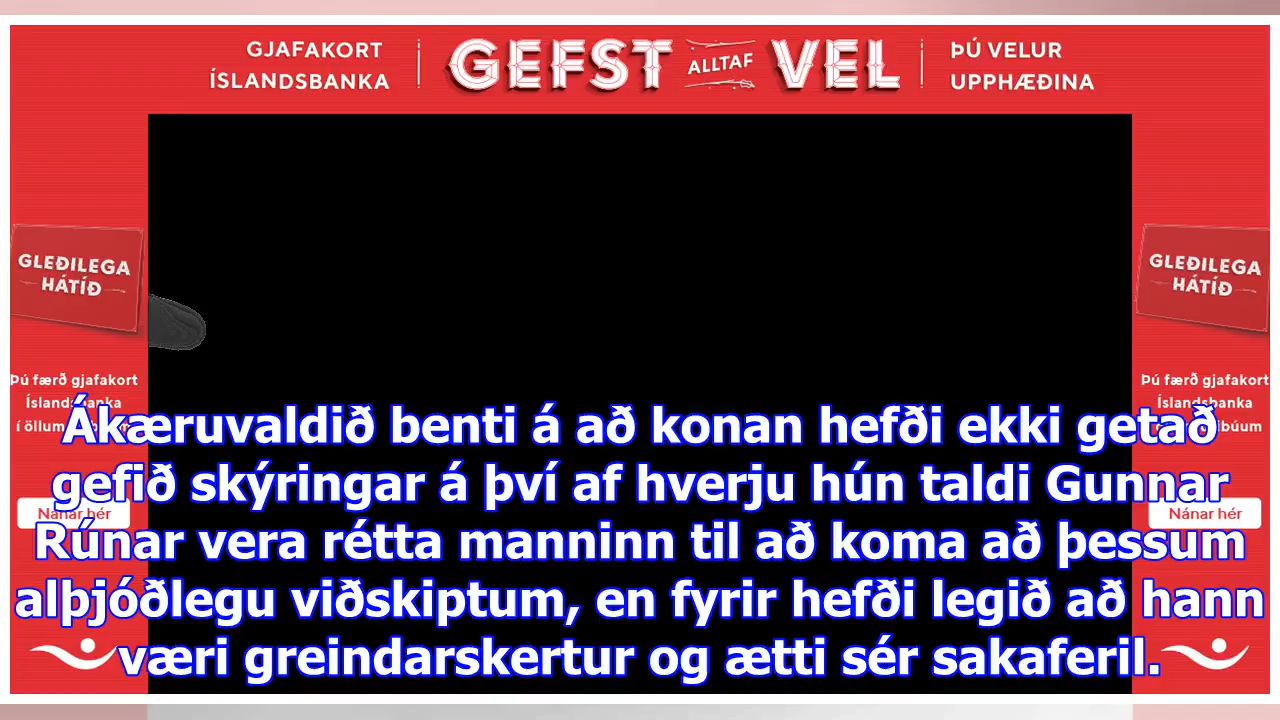 GJAFAKORT
ÍSLANDSBANKA
GEFST ALLTAF VEL
ÞÚ VELUR
UPPHÆÐINA
GLEÐILEGA
HÁTÍÐ
Þú færð gjafakort
Íslandsbanka
í öllum
Nánar hér
GLEÐILEGA
HÁTÍÐ
Þú færð gjafakort
Íslandsbanka
Nánar hér
Ákæruvaldið benti á að konan hefði ekki getað
gefið skýringar á því af hverju hún taldi Gunnar
Rúnar vera rétta manninn til að koma að þessum
alþjóðlegu viðskiptum, en fyrir hefði legið að hann
væri greindarskertur og ætti sér sakaferil.